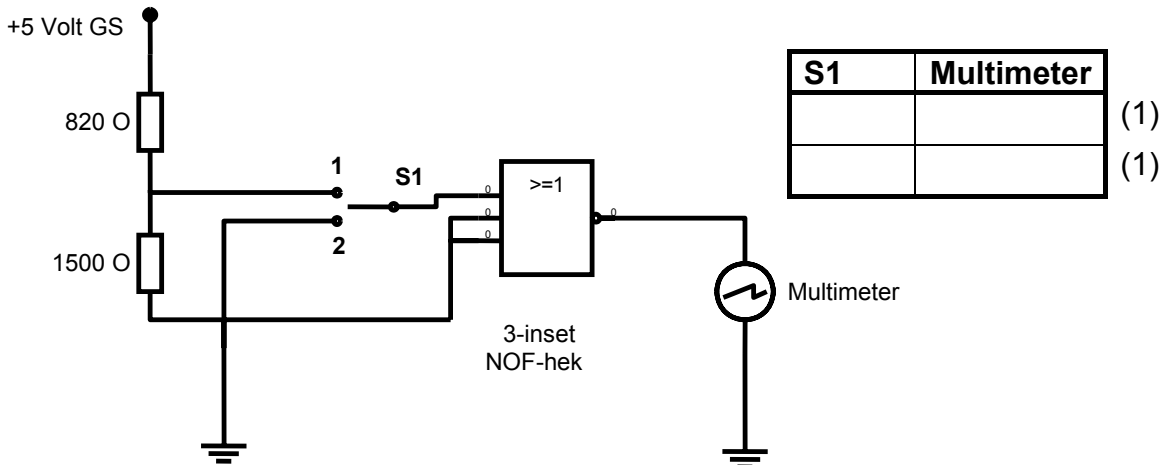 +5 Volt GS
820 O
1500 O
1
S1
2
0
0
0
>=1
0
3-inset
NOF-hek
Multimeter
S1 Multimeter
(1)
(1)